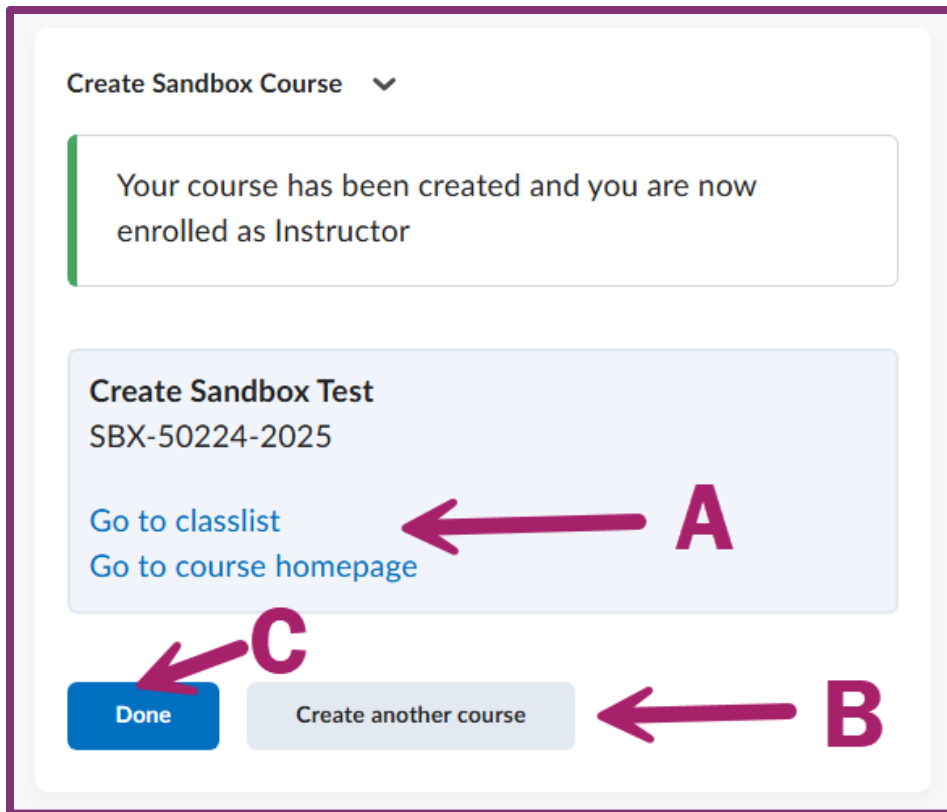 Create Sandbox Course
Your course has been created and you are now
enrolled as Instructor
Create Sandbox Test
SBX-50224-2025
Go to classlist
A
Go to course homepage
C
Done
Create another course
B